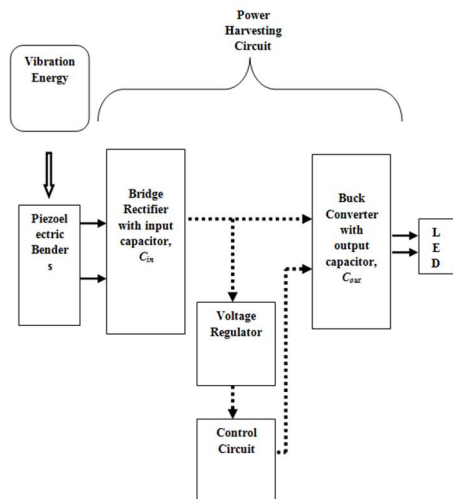 Power
Harvesting
Circuit
Vibration
Energy
Piezoel
ectric
Bender
s
Bridge
Rectifier
with input
capacitor,
Cin
Buck
Converter
with
output
capacitor,
Cout
L
E
D
Voltage
Regulator
Control
Circuit